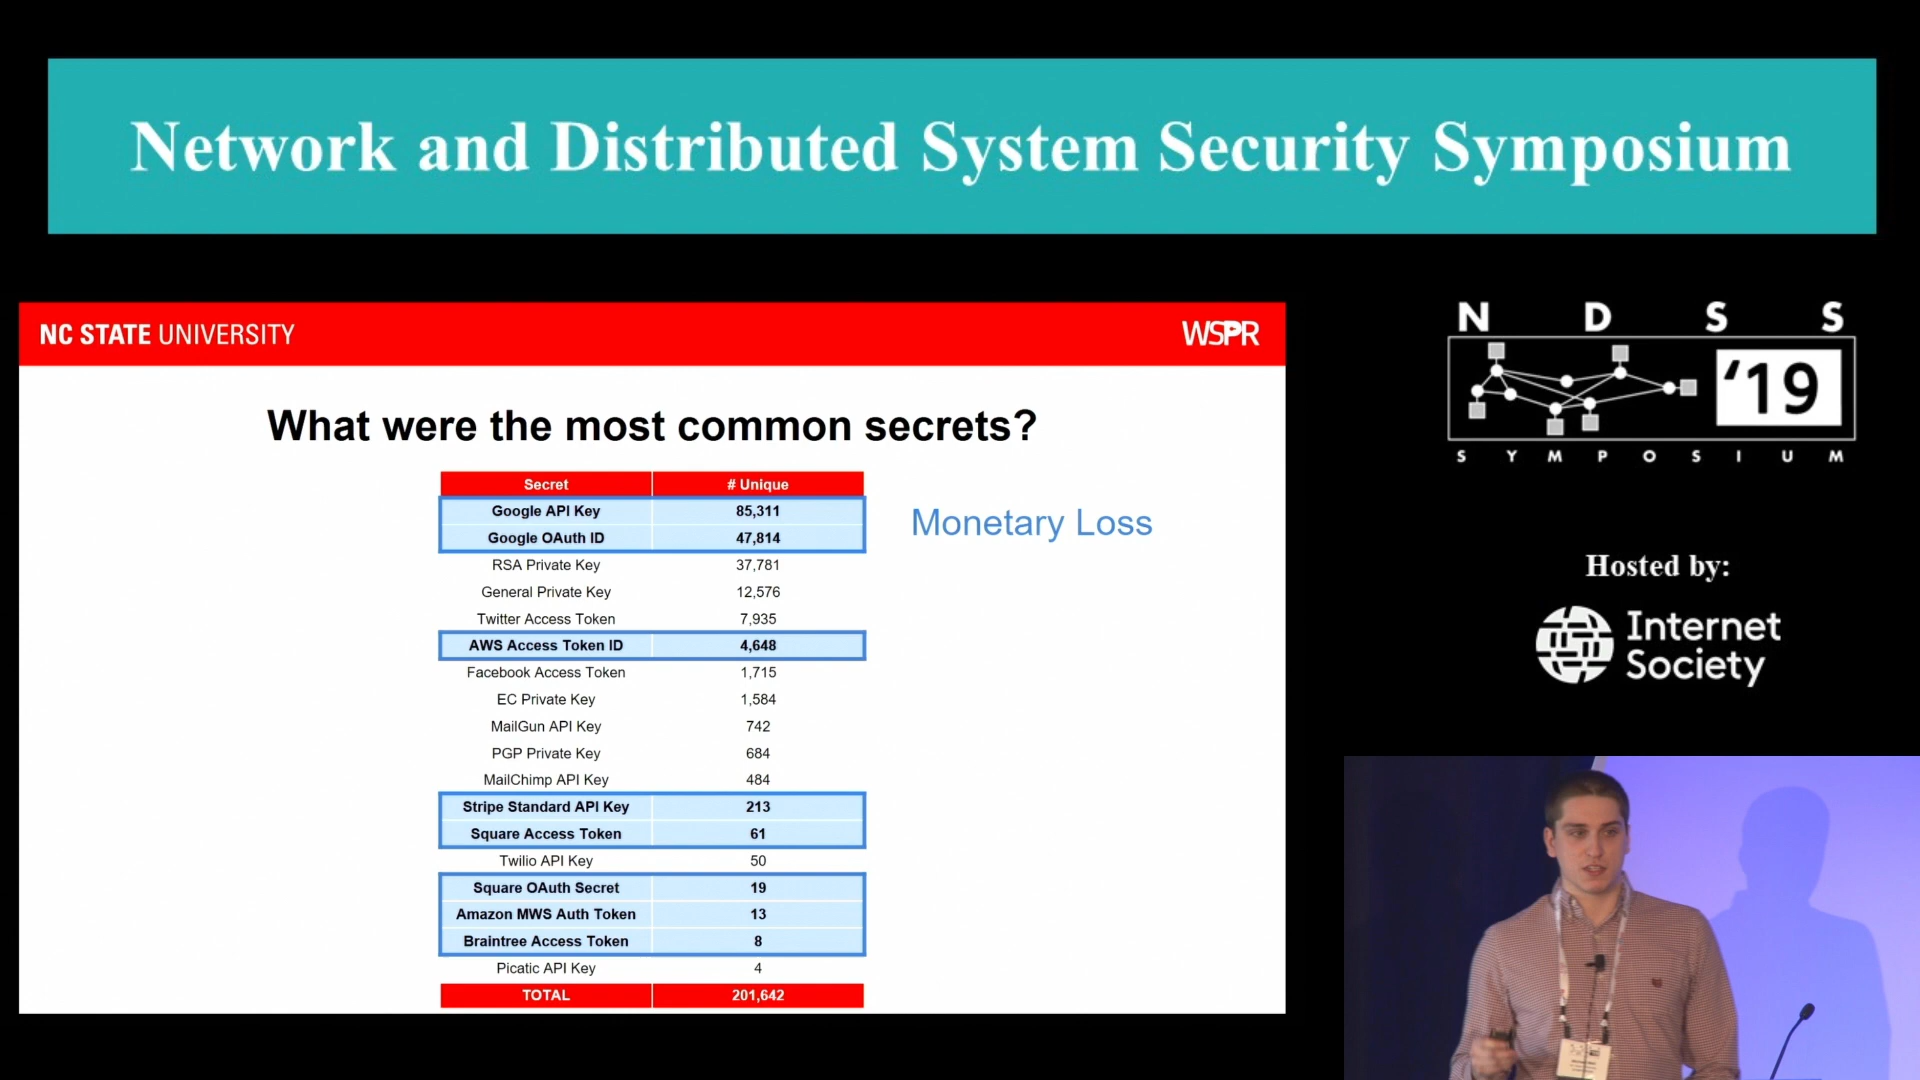 Network and Distributed System Security Symposium
NC STATE UNIVERSITY
WSPR
What were the most common secrets?
Secret # Unique
Google API Key 85,311
Google OAuth ID 47,814
RSA Private Key 37,781
General Private Key 12,576
Twitter Access Token 7,935
AWS Access Token ID 4,648
Facebook Access Token 1,715
EC Private Key 1,584
MailGun API Key 742
PGP Private Key 684
MailChimp API Key 484
Stripe Standard API Key 213
Square Access Token 61
Twilio API Key 50
Square OAuth Secret 19
Amazon MWS Auth Token 13
Braintree Access Token 8
Picatic API Key 4
TOTAL 201,642
Monetary Loss
N D S S
'19
S Y M P O S I U M
Hosted by:
Internet
Society